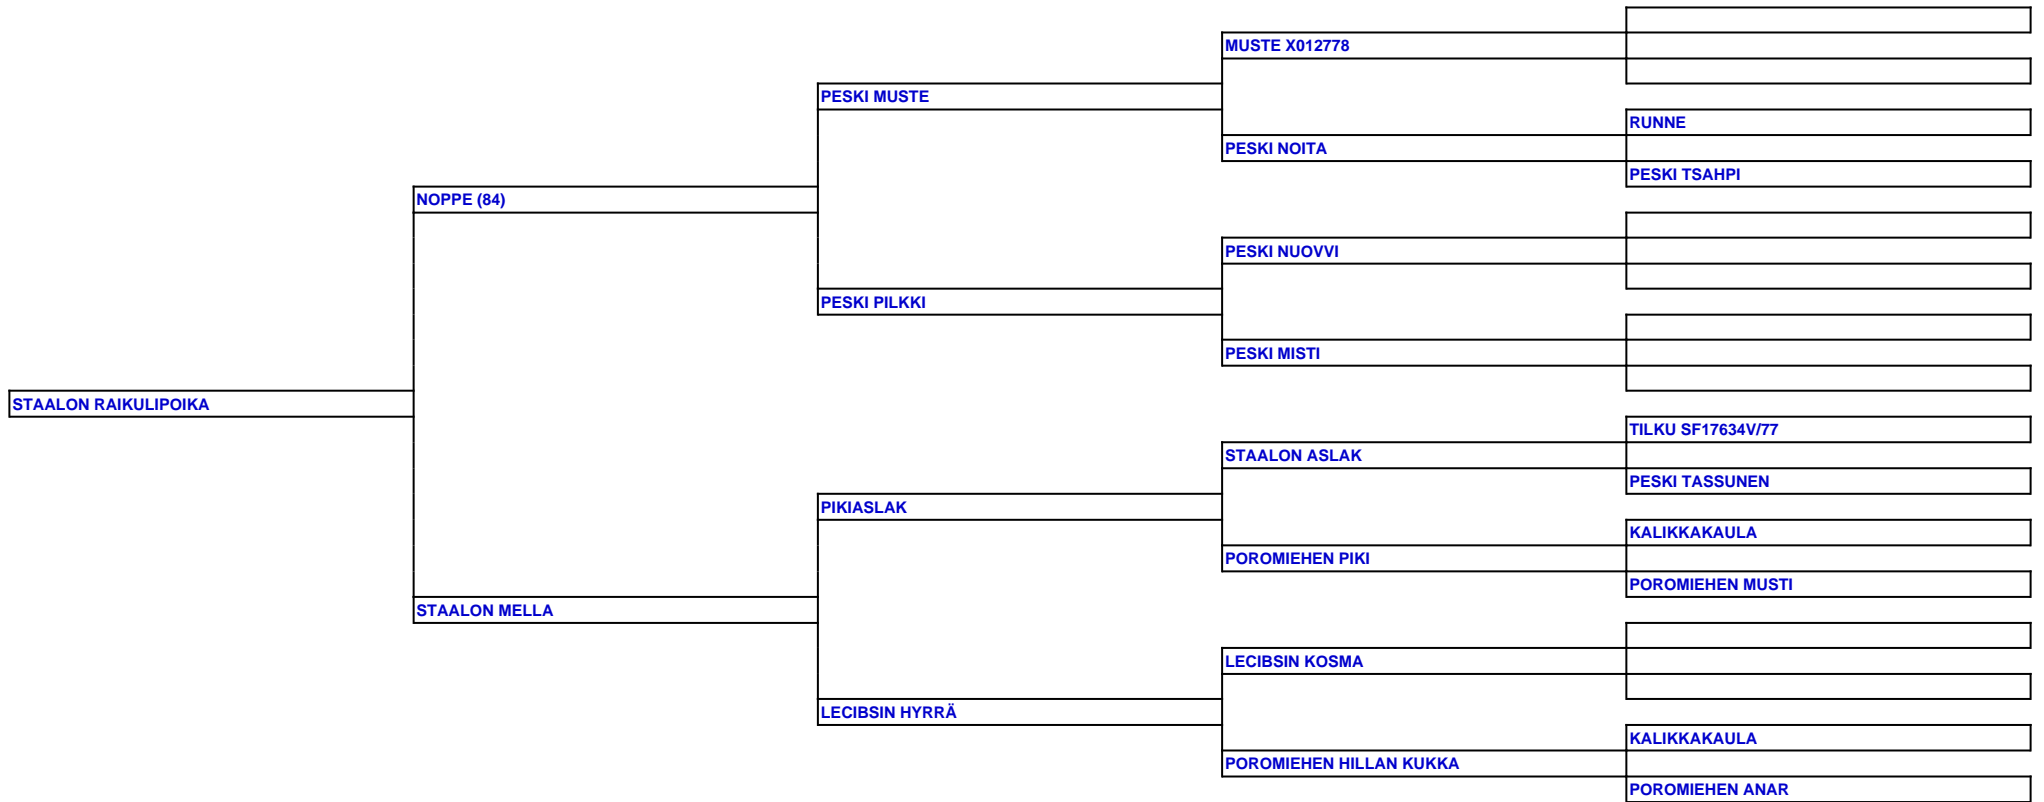 MUSTE X012778
PESKI MUSTE
RUNNE
PESKI NOITA
PESKI TSAHPI
NOPPE (84)
PESKI NUOVVI
PESKI PILKKI
PESKI MISTI
STAALON RAIKULIPOIKA
TILKU SF17634V/77
STAALON ASLAK
PESKI TASSUNEN
PIKIASLAK
KALIKKAKAULA
POROMIEHEN PIKI
POROMIEHEN MUSTI
STAALON MELLA
LECIBSIN KOSMA
LECIBSIN HYRRÄ
KALIKKAKAULA
POROMIEHEN HILLAN KUKKA
POROMIEHEN ANAR